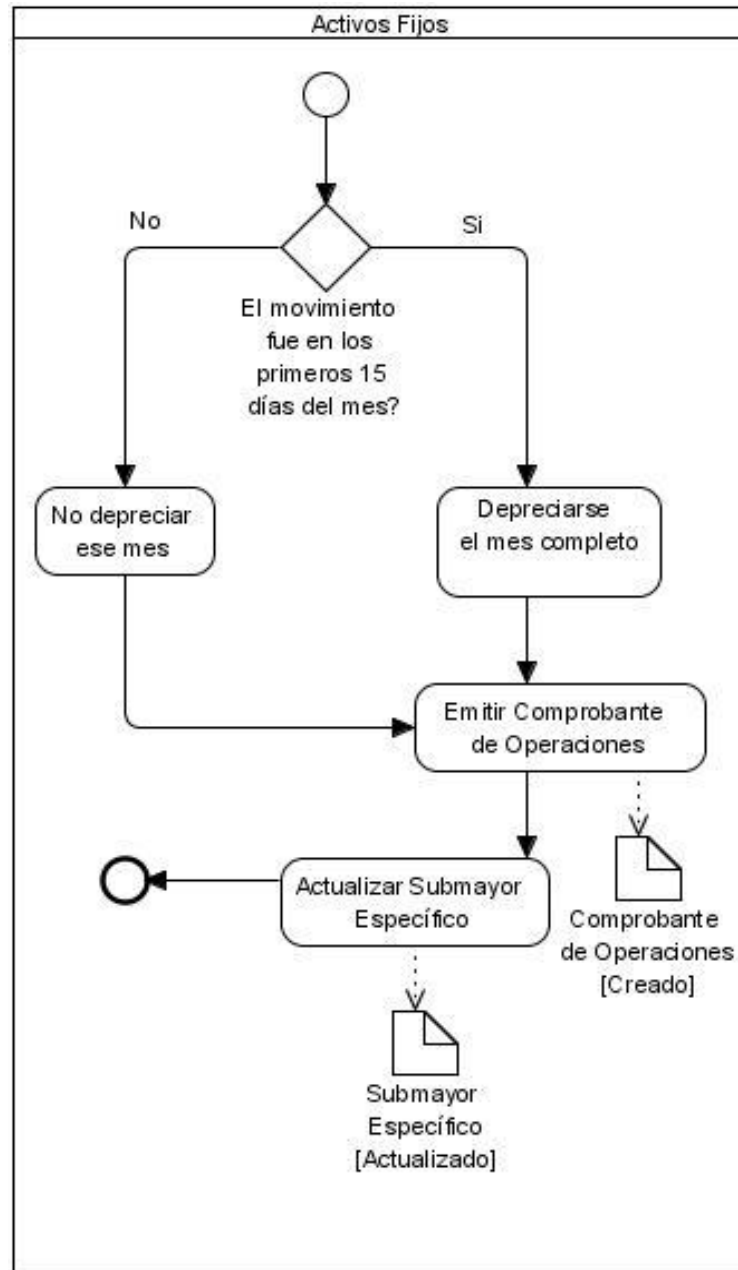 Activos Fijos
No
Si
El movimiento
fue en los
primeros 15
días del mes?
No depreciar
ese mes
Depreciarse
el mes completo
Emitir Comprobante
de Operaciones
Actualizar Submayor
Específico
Comprobante
de Operaciones
[Creado]
Submayor
Específico
[Actualizado]